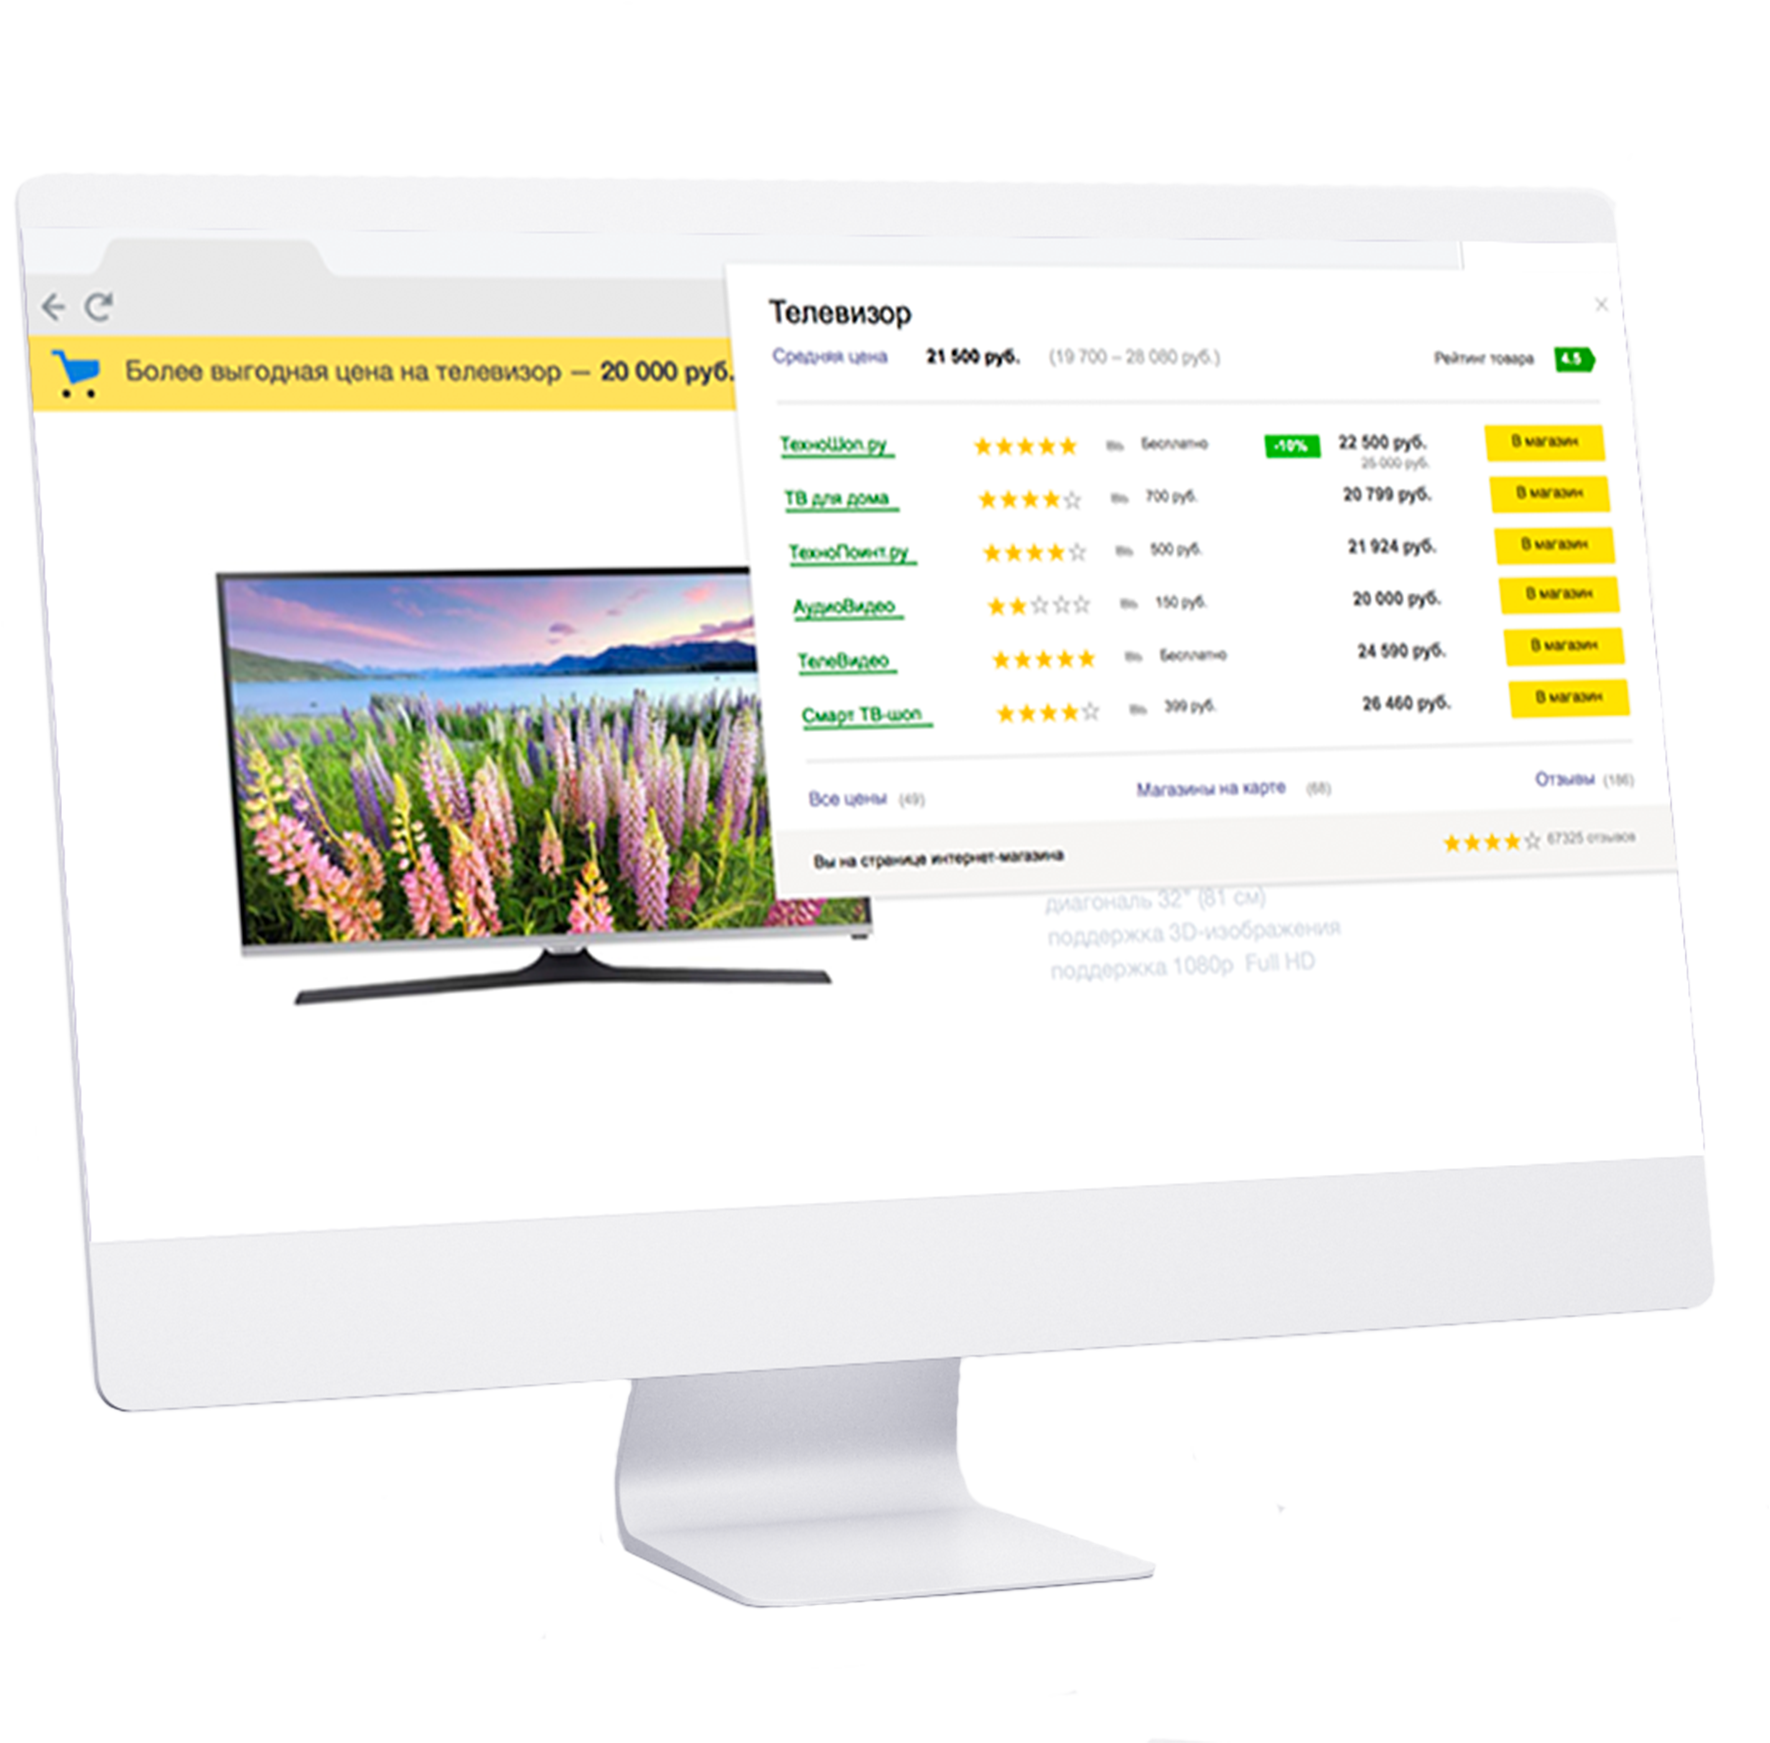 Более выгодная цена на телевизор — 20 000 руб.
Телевизор
Средняя цена 21 500 руб. (19 700 – 28 080 руб.) Рейтинг товара 4.5
ТехноШоп.ру Бесплатно -10% 22 500 руб. В магазин
25 000 руб.
ТВ для дома 700 руб. 20 799 руб. В магазин
ТехноПоинт.ру 500 руб. 21 924 руб. В магазин
АудиоВидео 150 руб. 20 000 руб. В магазин
ТелеВидео Бесплатно 24 590 руб. В магазин
Смарт ТВ-шоп 399 руб. 26 460 руб. В магазин
Все цены (49) Магазины на карте (68) Отзывы (186)
Вы на странице интернет-магазина 67325 отзывов
диагональ 32" (81 см)
поддержка 3D-изображения
поддержка 1080p Full HD